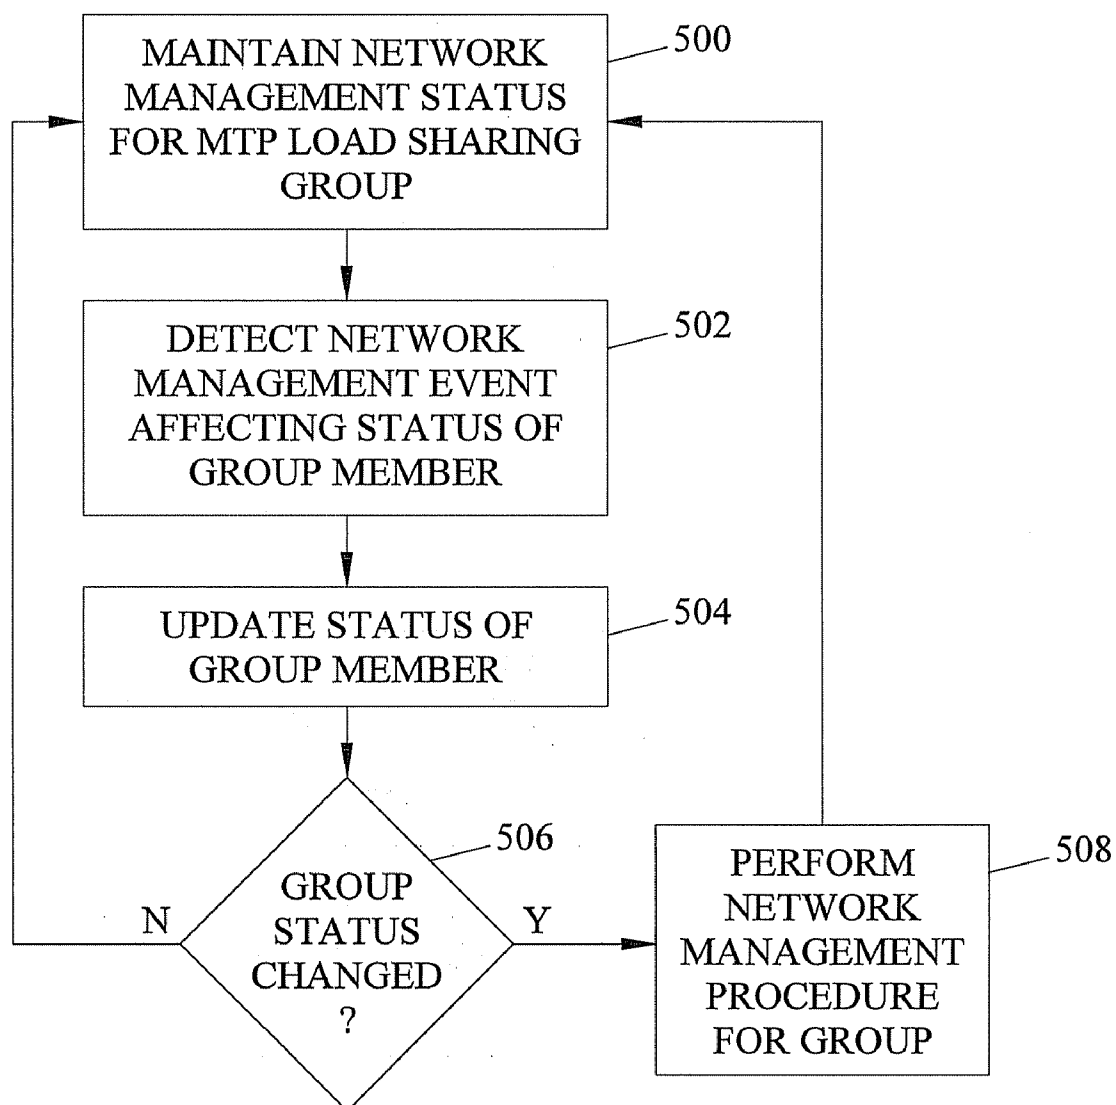 MAINTAIN NETWORK
MANAGEMENT STATUS
FOR MTP LOAD SHARING
GROUP
500
DETECT NETWORK
MANAGEMENT EVENT
AFFECTING STATUS OF
GROUP MEMBER
502
UPDATE STATUS OF
GROUP MEMBER
504
GROUP
STATUS
CHANGED
?
506
N
Y
PERFORM
NETWORK
MANAGEMENT
PROCEDURE
FOR GROUP
508